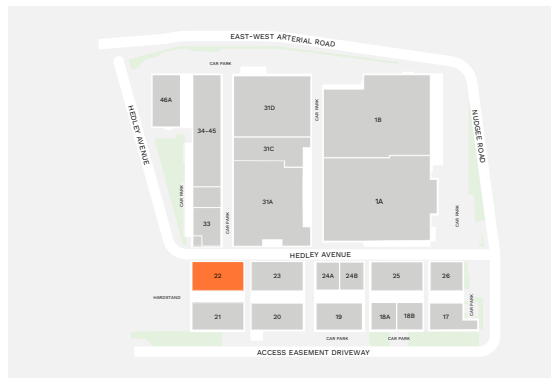 EAST-WEST ARTERIAL ROAD
CAR PARK
46A
34-45
31D
CAR PARK
1B
HEDLEY AVENUE
NUDGEE ROAD
31C
CAR PARK
31A
1A
33
CAR PARK
CAR PARK
HEDLEY AVENUE
22
23
24A
24B
25
26
HARDSTAND
CAR PARK
21
20
19
18A
18B
17
CAR PARK
CAR PARK
ACCESS EASEMENT DRIVEWAY